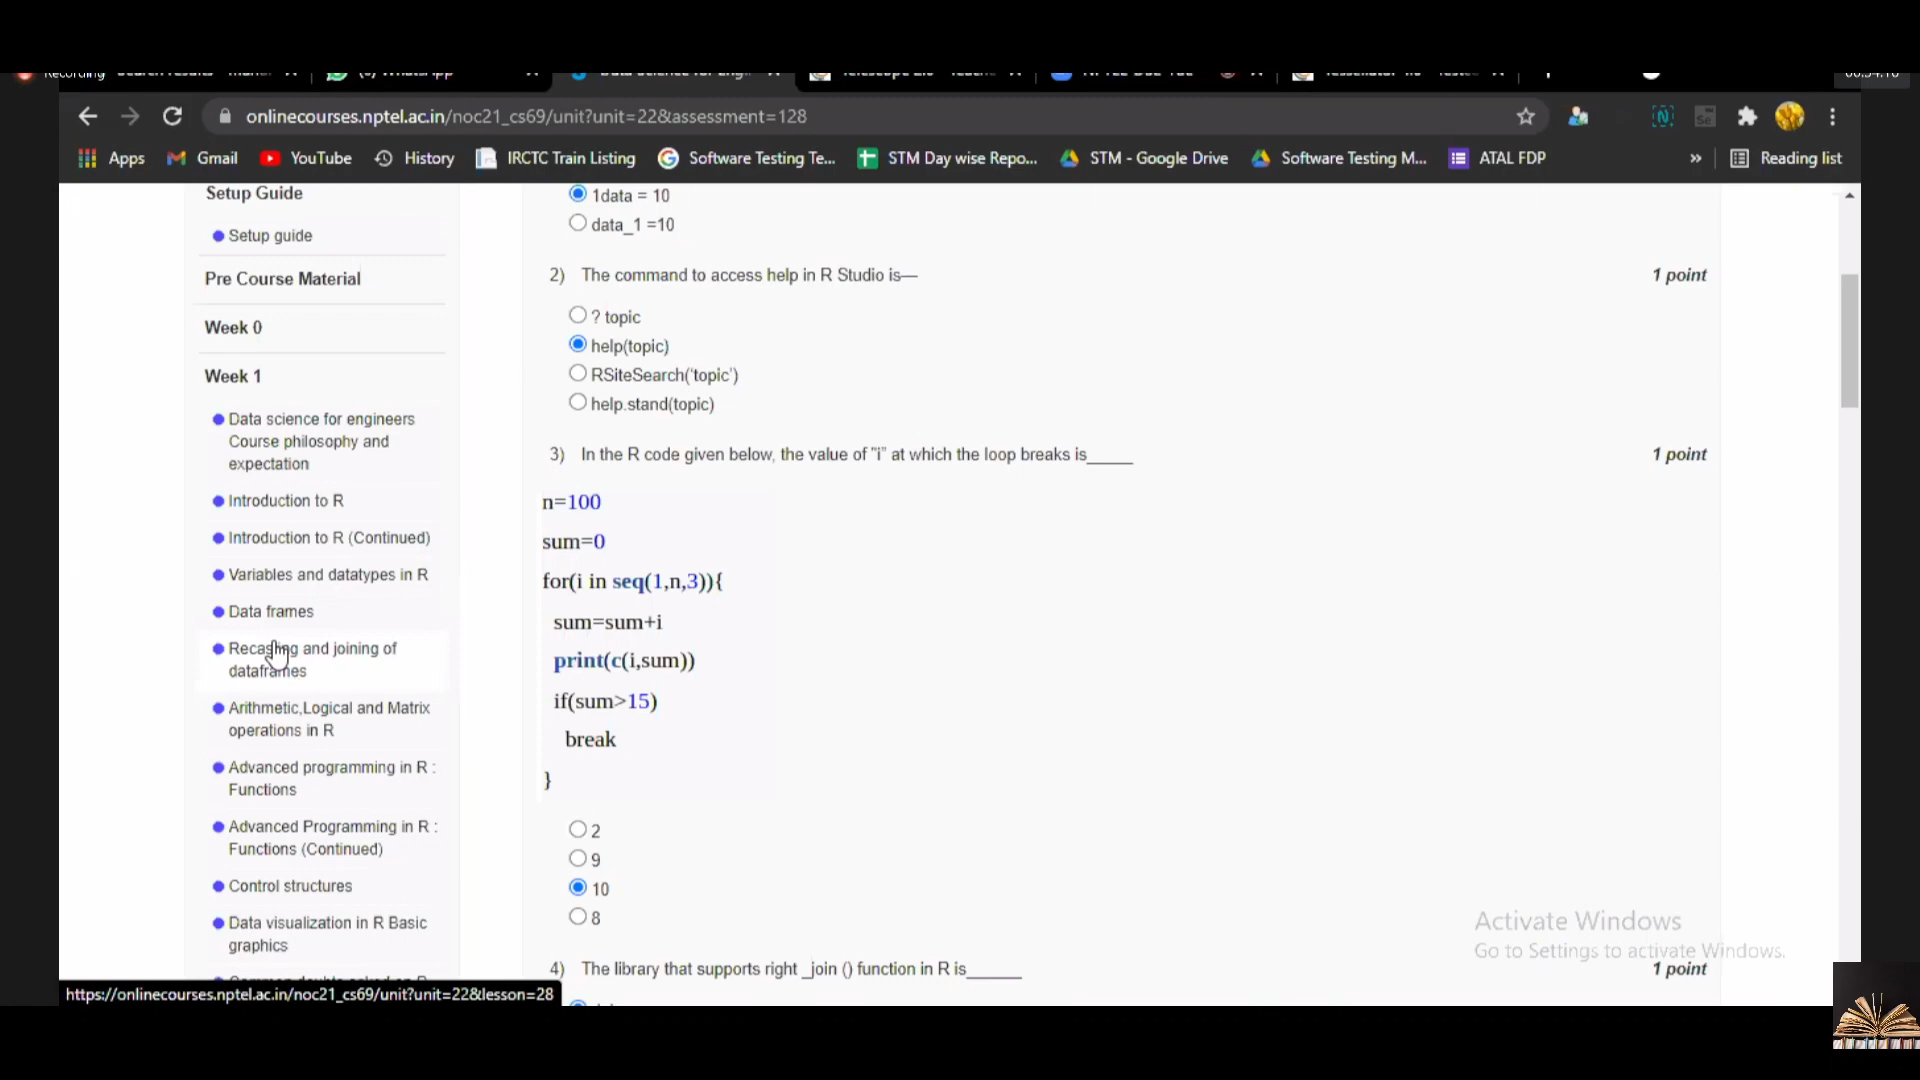 onlinecourses.nptel.ac.in/noc21_cs69/unit?unit=22&assessment=128
Apps Gmail YouTube History IRCTC Train Listing Software Testing Te... STM Day wise Repo... STM - Google Drive Software Testing M... ATAL FDP » Reading list
Setup Guide
Setup guide
Pre Course Material
Week 0
Week 1
Data science for engineers
Course philosophy and
expectation
Introduction to R
Introduction to R (Continued)
Variables and datatypes in R
Data frames
Recasting and joining of
dataframes
Arithmetic,Logical and Matrix
operations in R
Advanced programming in R :
Functions
Advanced Programming in R :
Functions (Continued)
Control structures
Data visualization in R Basic
graphics
1data = 10
data_1 =10
2) The command to access help in R Studio is— 1 point
? topic
help(topic)
RSiteSearch('topic')
help.stand(topic)
3) In the R code given below, the value of "i" at which the loop breaks is_____ 1 point
n=100
sum=0
for(i in seq(1,n,3)){
sum=sum+i
print(c(i,sum))
if(sum>15)
break
}
2
9
10
8
4) The library that supports right _join () function in R is______ 1 point
Activate Windows
Go to Settings to activate Windows.
https://onlinecourses.nptel.ac.in/noc21_cs69/unit?unit=22&lesson=28